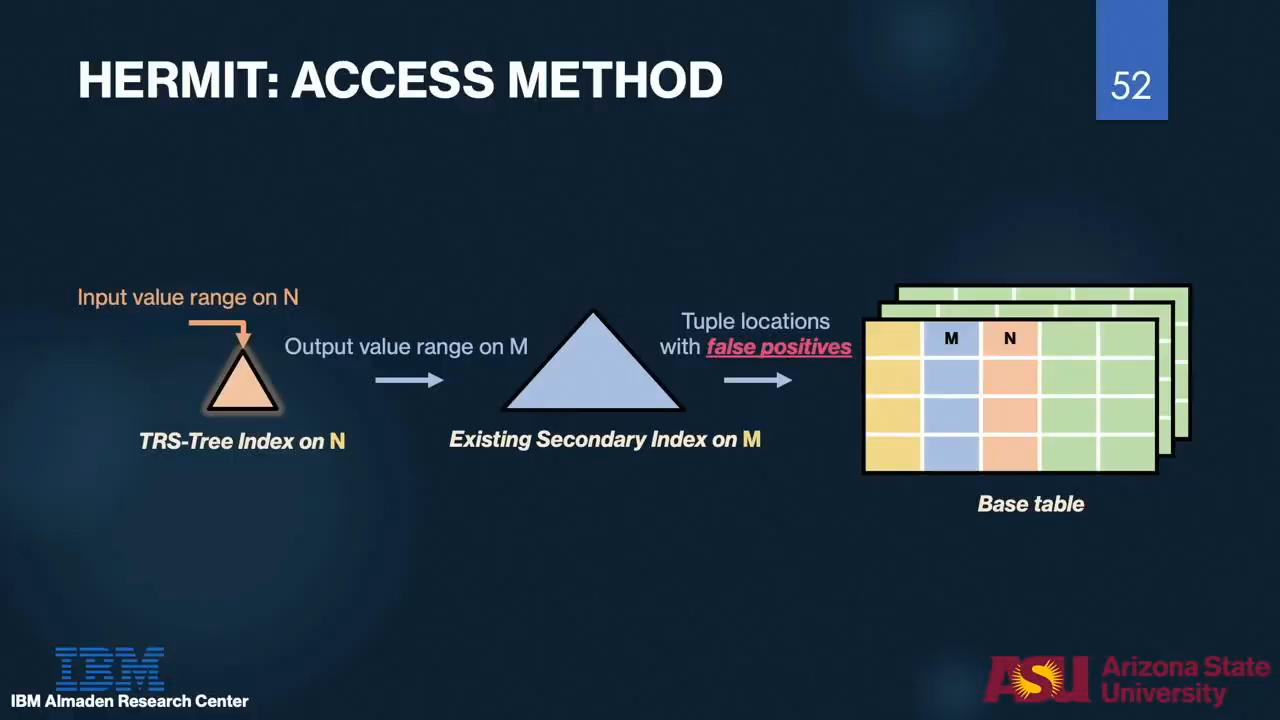 HERMIT: ACCESS METHOD
52
Input value range on N
Output value range on M
Tuple locations
with false positives
M N
TRS-Tree Index on N
Existing Secondary Index on M
Base table
IBM
IBM Almaden Research Center
ASU Arizona State
University